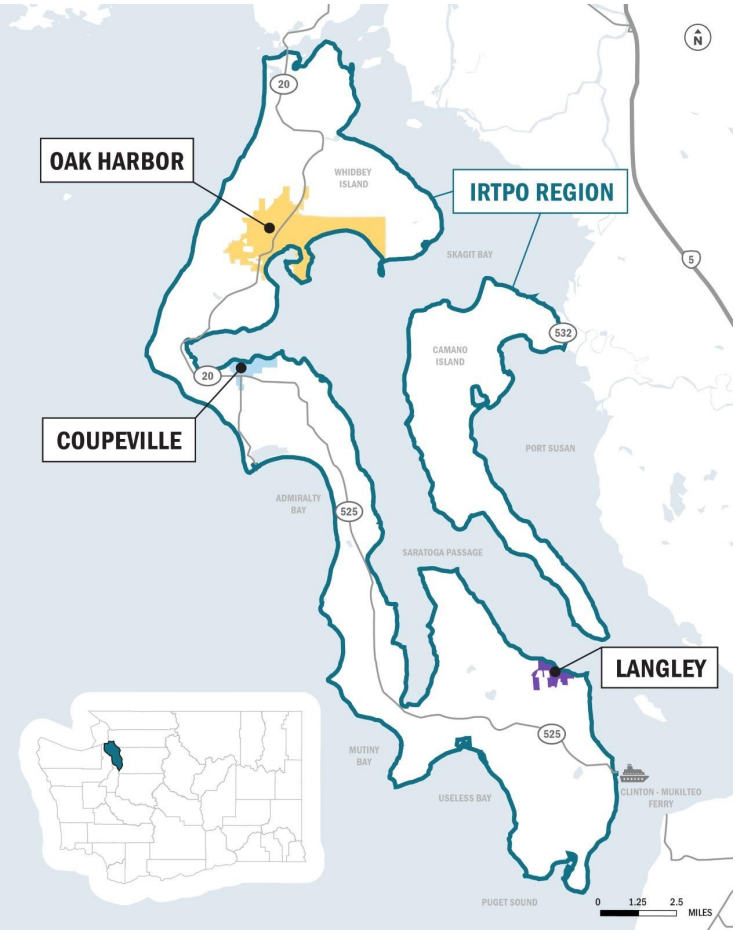 N
20
OAK HARBOR
WHIDBEY
ISLAND
IRTPO REGION
SKAGIT BAY
5
532
CAMANO
ISLAND
20
COUPEVILLE
PORT SUSAN
ADMIRALTY
BAY
525
SARATOGA PASSAGE
LANGLEY
525
MUTINY
BAY
CLINTON - MUKILTEO
FERRY
USELESS BAY
PUGET SOUND
0 1.25 2.5
MILES